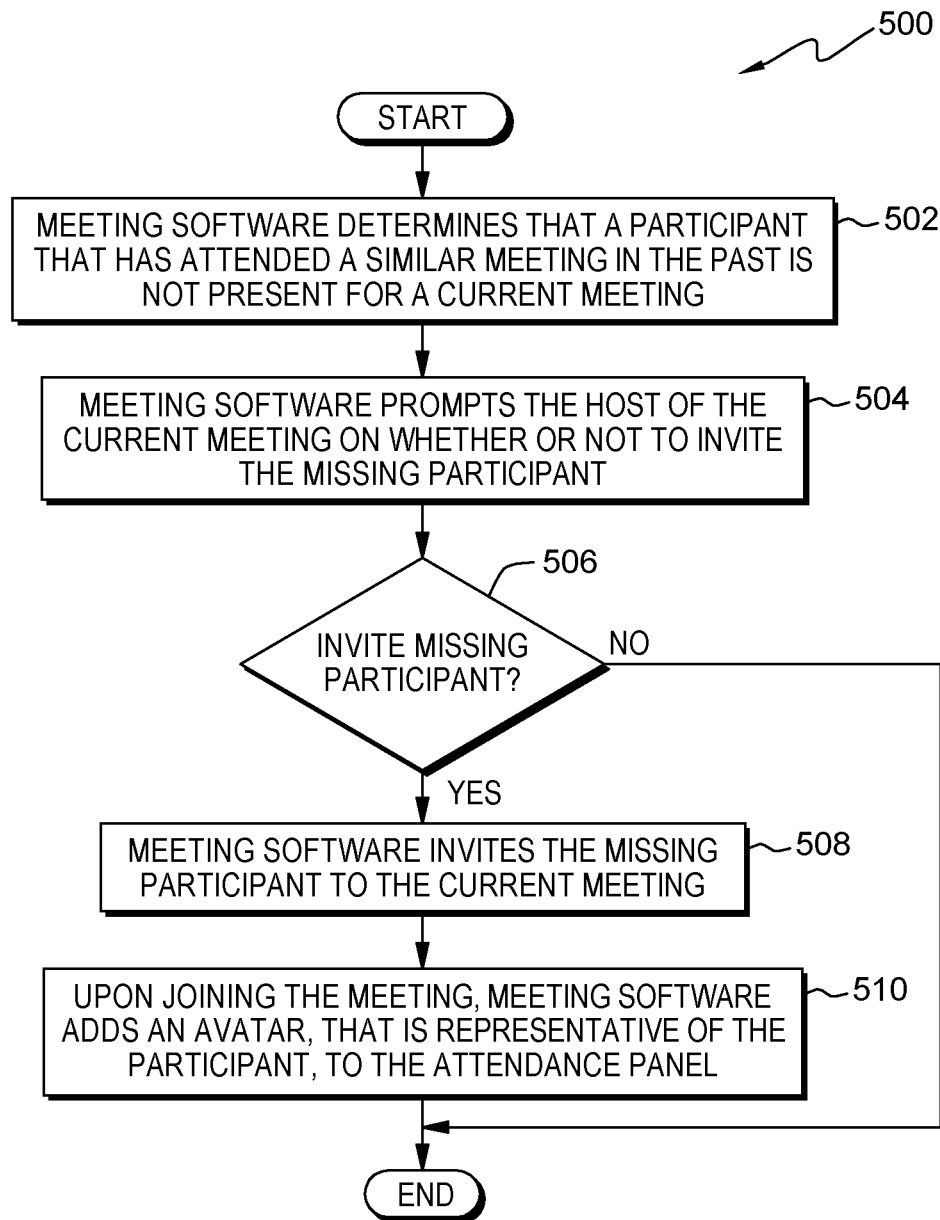 500
START
MEETING SOFTWARE DETERMINES THAT A PARTICIPANT
THAT HAS ATTENDED A SIMILAR MEETING IN THE PAST IS
NOT PRESENT FOR A CURRENT MEETING
502
MEETING SOFTWARE PROMPTS THE HOST OF THE
CURRENT MEETING ON WHETHER OR NOT TO INVITE
THE MISSING PARTICIPANT
504
506
INVITE MISSING
PARTICIPANT?
NO
YES
MEETING SOFTWARE INVITES THE MISSING
PARTICIPANT TO THE CURRENT MEETING
508
UPON JOINING THE MEETING, MEETING SOFTWARE
ADDS AN AVATAR, THAT IS REPRESENTATIVE OF THE
PARTICIPANT, TO THE ATTENDANCE PANEL
510
END